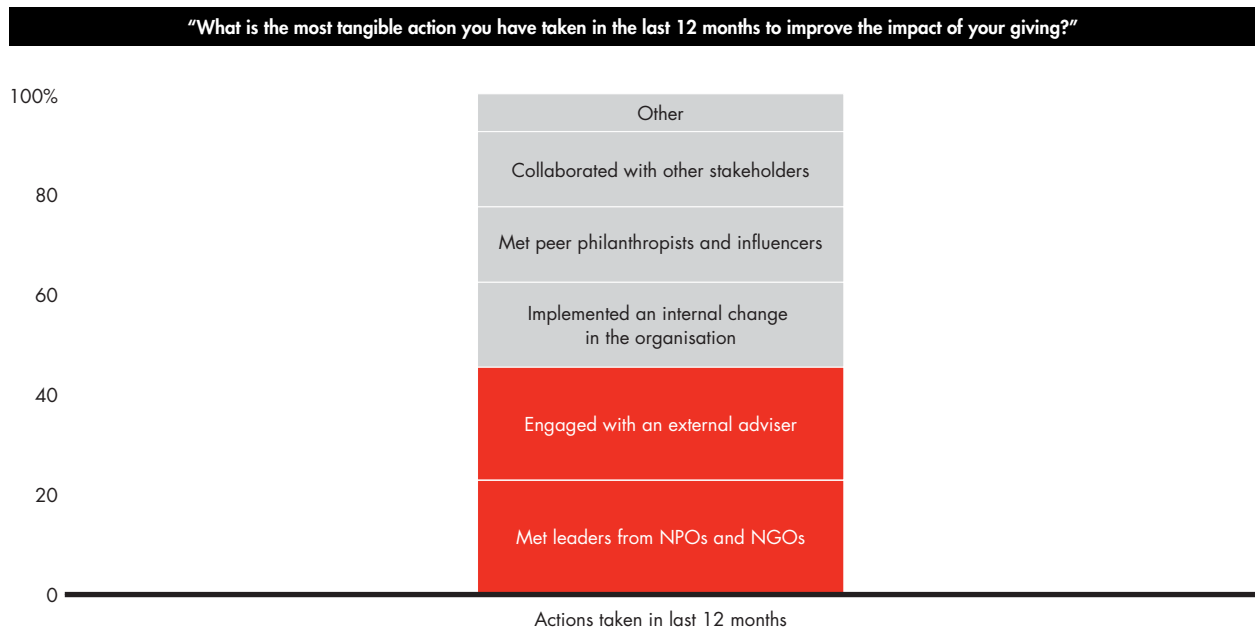 “What is the most tangible action you have taken in the last 12 months to improve the impact of your giving?”
100%
80
60
40
20
0
Other
Collaborated with other stakeholders
Met peer philanthropists and influencers
Implemented an internal change
in the organisation
Engaged with an external adviser
Met leaders from NPOs and NGOs
Actions taken in last 12 months